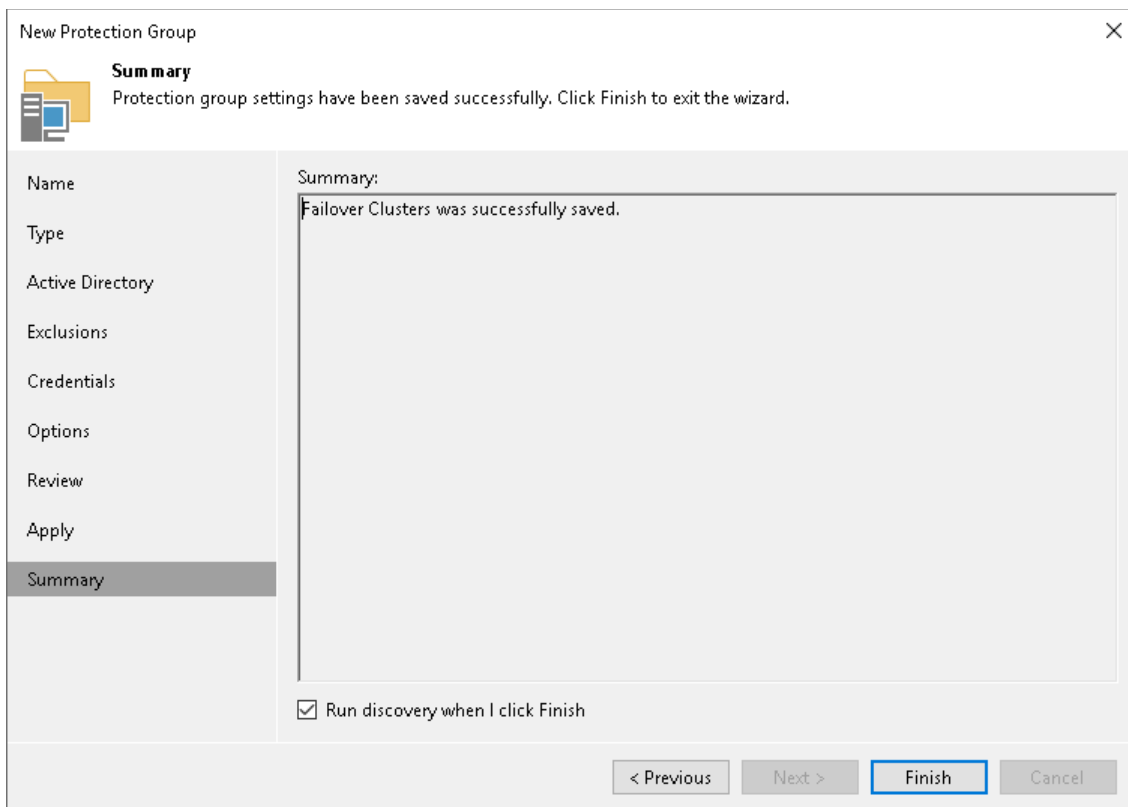 New Protection Group
Summary
Protection group settings have been saved successfully. Click Finish to exit the wizard.
Name
Type
Active Directory
Exclusions
Credentials
Options
Review
Apply
Summary
Summary:
Failover Clusters was successfully saved.
Run discovery when I click Finish
< Previous
Next >
Finish
Cancel